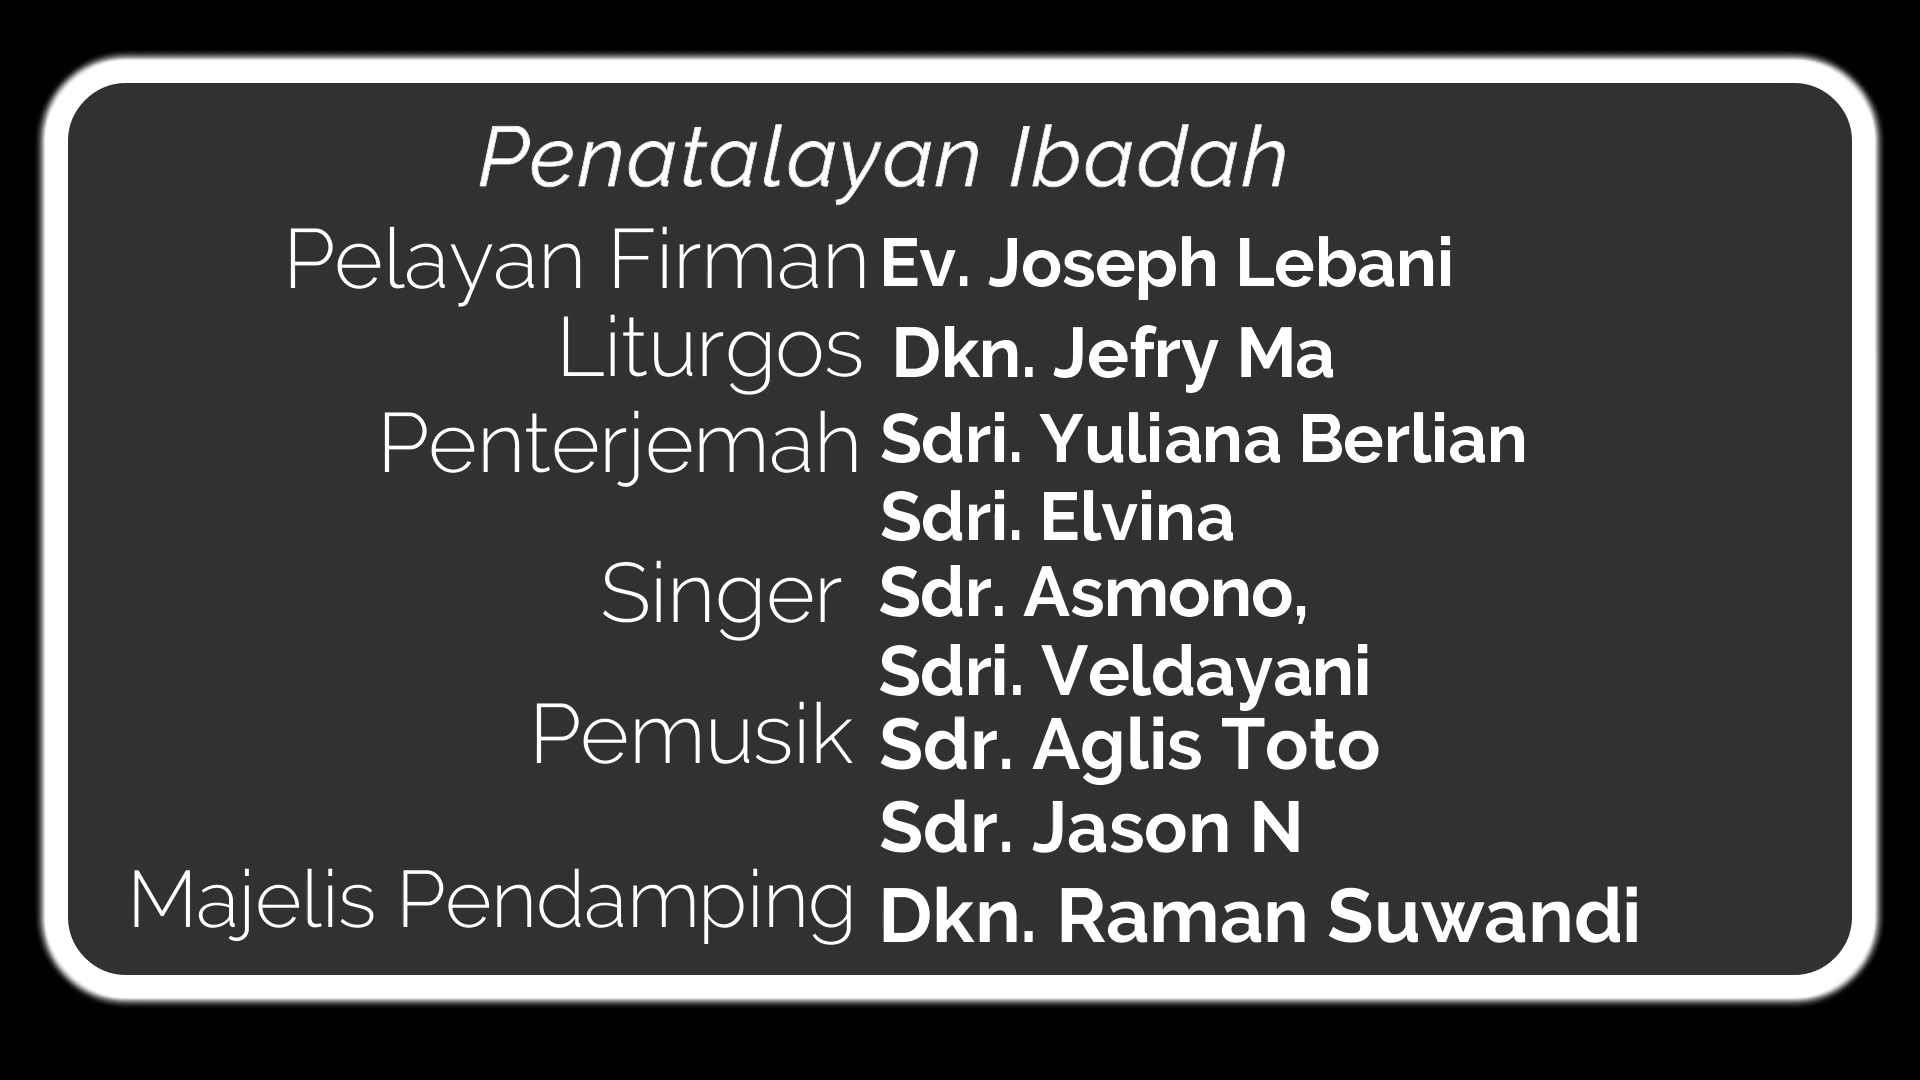 Penatalayan Ibadah
Pelayan Firman Ev. Joseph Lebani
Liturgos Dkn. Jefry Ma
Penterjemah Sdri. Yuliana Berlian
Sdri. Elvina
Singer Sdr. Asmono,
Sdri. Veldayani
Pemusik Sdr. Aglis Toto
Sdr. Jason N
Majelis Pendamping Dkn. Raman Suwandi